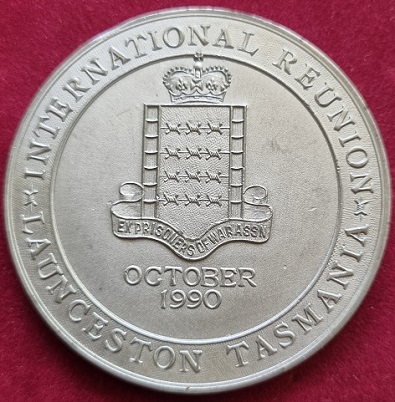 INTERNATIONAL REUNION
EX PRISONERS OF WAR ASSN
OCTOBER
1990
LAUNCESTON TASMANIA